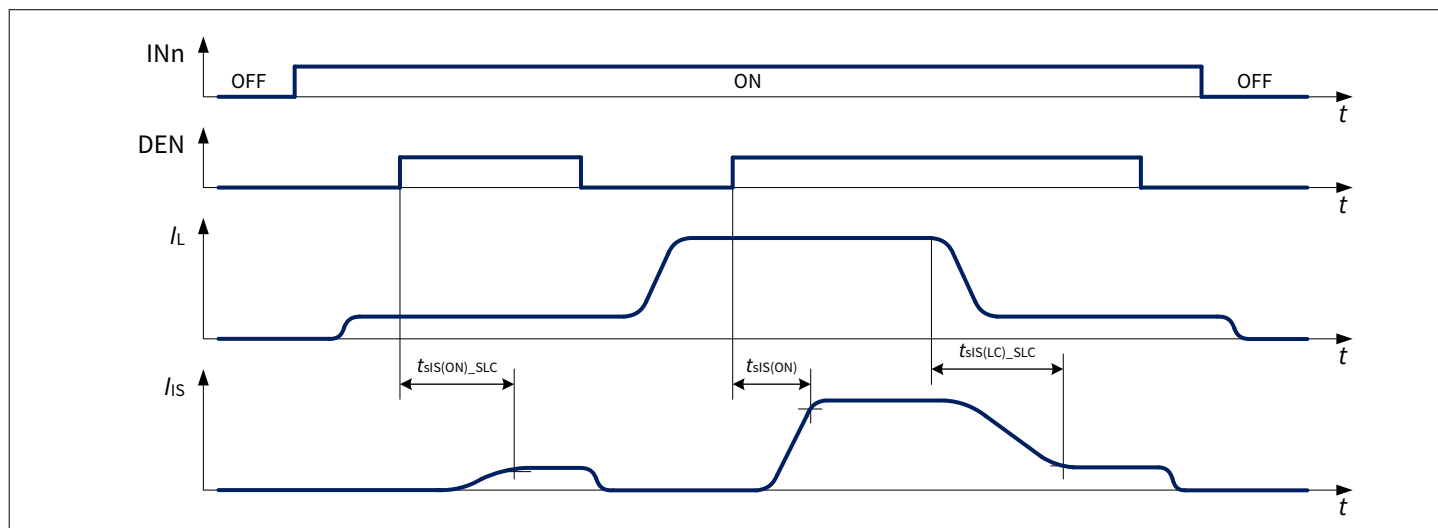 INn
OFF ON OFF
t
DEN
t
IL
t
tsIS(ON)_SLC tsIS(ON) tsIS(LC)_SLC
IIS
t